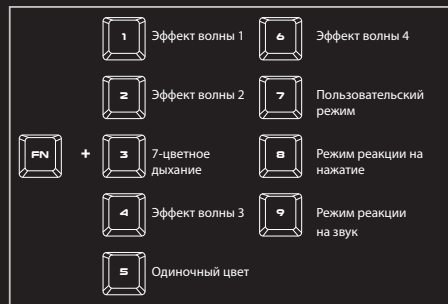 1 Эффект волны 1
6 Эффект волны 4
2 Эффект волны 2
7 Пользовательский
режим
FN + 3 7-цветное
дыхание
8 Режим реакции на
нажатие
4 Эффект волны 3
9 Режим реакции
на звук
5 Одиночный цвет